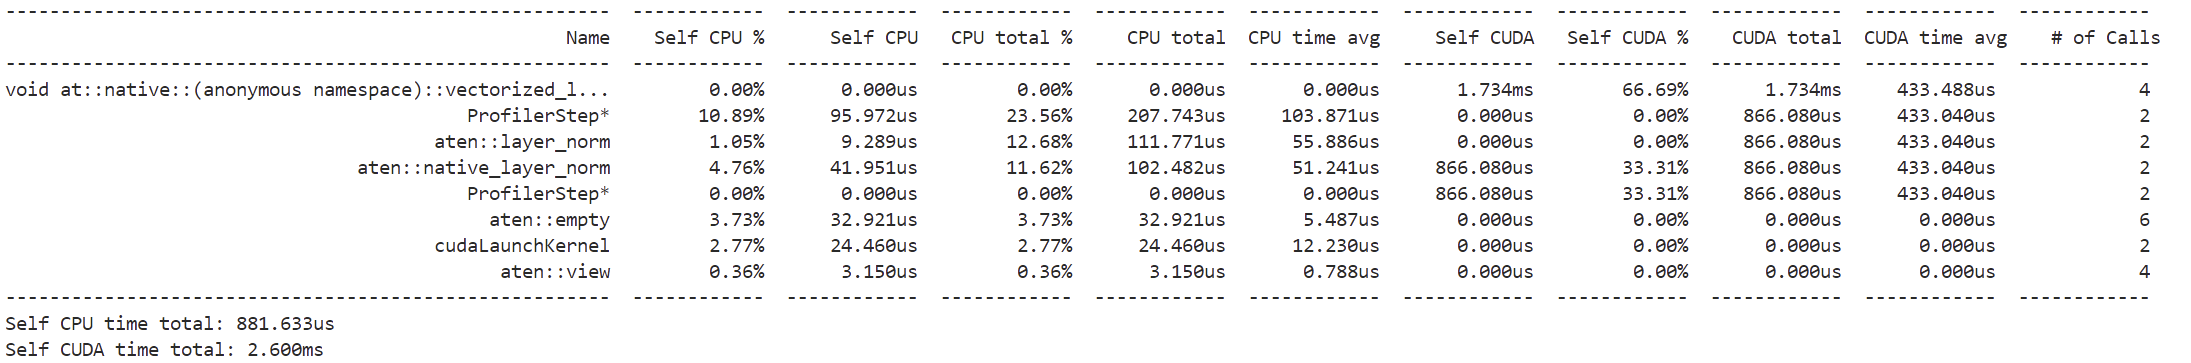 ------------------------------------------------------- ------------ ------------ ------------ ------------ ------------ ------------ ------------ ------------ ------------ ------------
Name Self CPU % Self CPU CPU total % CPU total CPU time avg Self CUDA Self CUDA % CUDA total CUDA time avg # of Calls
------------------------------------------------------- ------------ ------------ ------------ ------------ ------------ ------------ ------------ ------------ ------------ ------------
void at::native::(anonymous namespace)::vectorized_l... 0.00% 0.000us 0.00% 0.000us 0.000us 1.734ms 66.69% 1.734ms 433.488us 4
ProfilerStep* 10.89% 95.972us 23.56% 207.743us 103.871us 0.000us 0.00% 866.080us 433.040us 2
aten::layer_norm 1.05% 9.289us 12.68% 111.771us 55.886us 0.000us 0.00% 866.080us 433.040us 2
aten::native_layer_norm 4.76% 41.951us 11.62% 102.482us 51.241us 866.080us 33.31% 866.080us 433.040us 2
ProfilerStep* 0.00% 0.000us 0.00% 0.000us 0.000us 866.080us 33.31% 866.080us 433.040us 2
aten::empty 3.73% 32.921us 3.73% 32.921us 5.487us 0.000us 0.00% 0.000us 0.000us 6
cudaLaunchKernel 2.77% 24.460us 2.77% 24.460us 12.230us 0.000us 0.00% 0.000us 0.000us 2
aten::view 0.36% 3.150us 0.36% 3.150us 0.788us 0.000us 0.00% 0.000us 0.000us 4
------------------------------------------------------- ------------ ------------ ------------ ------------ ------------ ------------ ------------ ------------ ------------ ------------
Self CPU time total: 881.633us
Self CUDA time total: 2.600ms